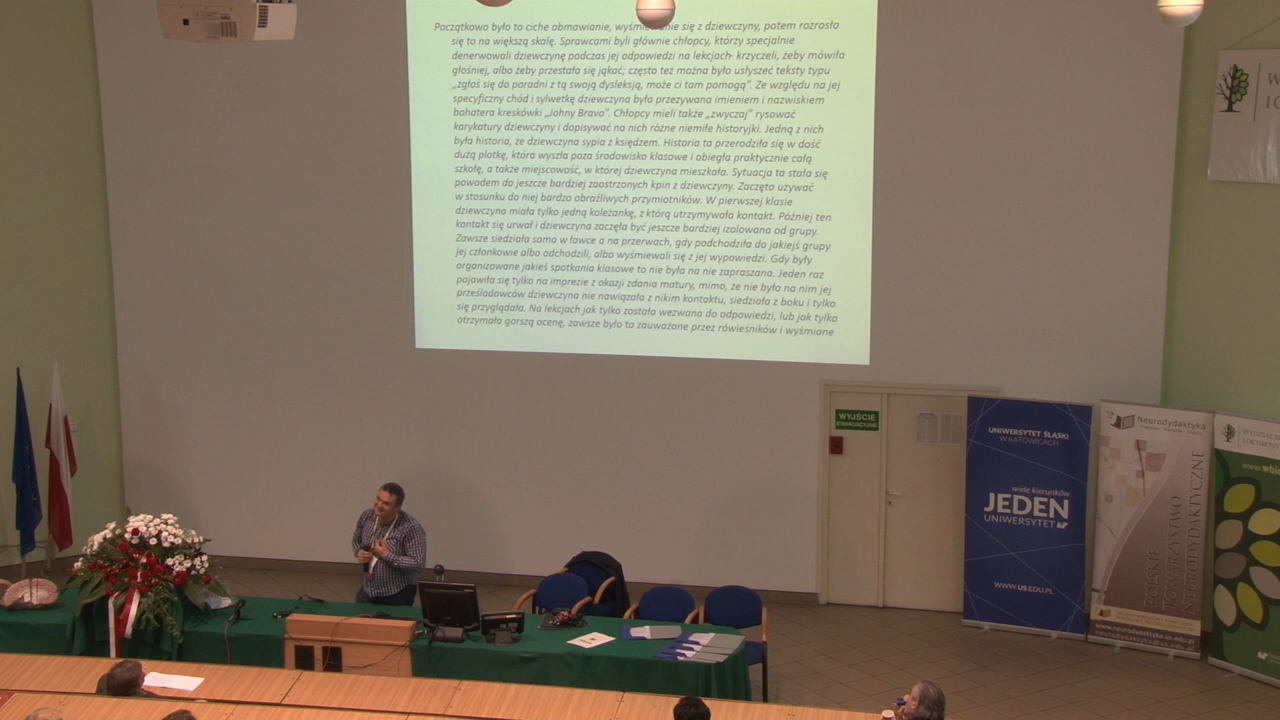 Początkowo było to ciche obmawianie, wyśmiewanie się z dziewczyny, potem rozrosło
się to na większą skalę. Sprawcami byli głównie chłopcy, którzy specjalnie
denerwowali dziewczynę podczas jej odpowiedzi na lekcjach- krzyczeli, żeby mówiła
głośniej, albo żeby przestała się jąkać; często też można było usłyszeć teksty typu
„zgłoś się do poradni z tą swoją dysleksją, może ci tam pomogą”. Ze względu na jej
specyficzny chód i sylwetkę dziewczyna była przezywana imieniem i nazwiskiem
bohatera kreskówki „Johny Bravo”. Chłopcy mieli także „zwyczaj” rysować
karykatury dziewczyny i dopisywać na nich różne niemiłe historyjki. Jedną z nich
była historia, że dziewczyna sypia z księdzem. Historia ta przerodziła się w dość
dużą plotkę, która wyszła poza środowisko klasowe i obiegła praktycznie całą
szkołę, a także miejscowość, w której dziewczyna mieszkała. Sytuacja ta stała się
powodem do jeszcze bardziej zaostrzonych kpin z dziewczyny. Zaczęto używać
w stosunku do niej bardzo obraźliwych przymiotników. W pierwszej klasie
dziewczyna miała tylko jedną koleżankę, z którą utrzymywała kontakt. Później ten
kontakt się urwał i dziewczyna zaczęła być jeszcze bardziej izolowana od grupy.
Zawsze siedziała sama w ławce a na przerwach, gdy podchodziła do jakiejś grupy
jej członkowie albo odchodzili, albo wyśmiewali się z jej wypowiedzi. Gdy były
organizowane jakieś spotkania klasowe to nie była na nie zapraszana. Jeden raz
pojawiła się tylko na imprezie z okazji zdania matury, mimo, że nie było na nim jej
prześladowców dziewczyna nie nawiązała z nikim kontaktu, siedziała z boku i tylko
się przyglądała. Na lekcjach jak tylko została wezwana do odpowiedzi, lub jak tylko
otrzymała gorszą ocenę, zawsze było to zauważone przez rówieśników i wyśmiane
WYJŚCIE
EWAKUACYJNE
UNIWERSYTET ŚLĄSKI
W KATOWICACH
wiele kierunków
JEDEN
UNIWERSYTET
WWW.US.EDU.PL
Neurodydaktyka
POLSKIE
TOWARZYSTWO
NEURODYDAKTYCZNE
www.neurodydaktyka.us.edu.pl